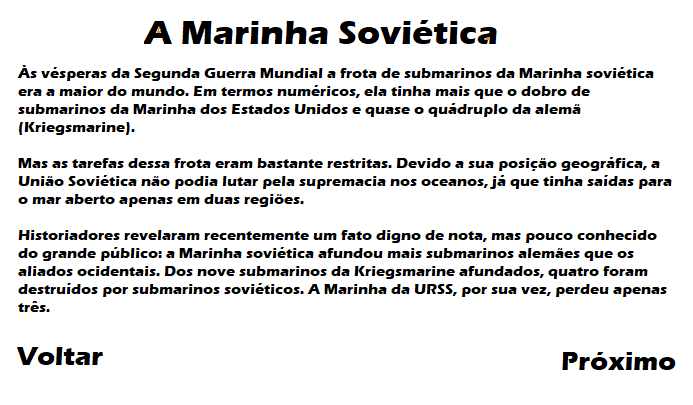 A Marinha Soviética
Às vésperas da Segunda Guerra Mundial a frota de submarinos da Marinha soviética
era a maior do mundo. Em termos numéricos, ela tinha mais que o dobro de
submarinos da Marinha dos Estados Unidos e quase o quádruplo da alemã
(Kriegsmarine).
Mas as tarefas dessa frota eram bastante restritas. Devido a sua posição geográfica, a
União Soviética não podia lutar pela supremacia nos oceanos, já que tinha saídas para
o mar aberto apenas em duas regiões.
Historiadores revelaram recentemente um fato digno de nota, mas pouco conhecido
do grande público: a Marinha soviética afundou mais submarinos alemães que os
aliados ocidentais. Dos nove submarinos da Kriegsmarine afundados, quatro foram
destruídos por submarinos soviéticos. A Marinha da URSS, por sua vez, perdeu apenas
três.
Voltar
Próximo